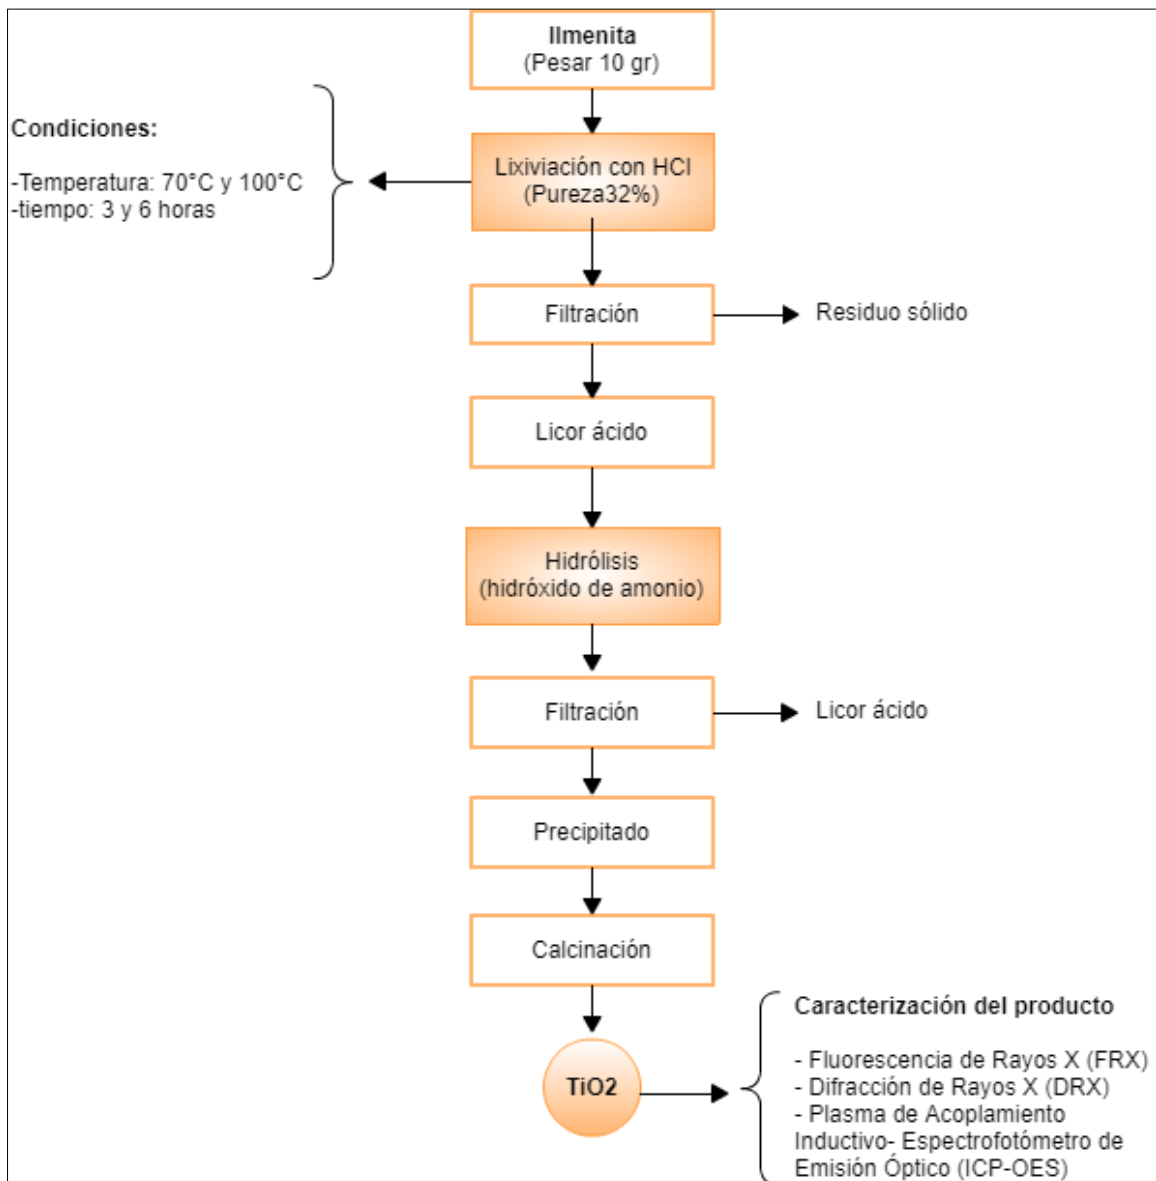 Ilmenita
(Pesar 10 gr)
Condiciones:
-Temperatura: 70°C y 100°C
-tiempo: 3 y 6 horas
Lixiviación con HCl
(Pureza32%)
Filtración
Residuo sólido
Licor ácido
Hidrólisis
(hidróxido de amonio)
Filtración
Licor ácido
Precipitado
Calcinación
TiO2
Caracterización del producto
- Fluorescencia de Rayos X (FRX)
- Difracción de Rayos X (DRX)
- Plasma de Acoplamiento
Inductivo- Espectrofotómetro de
Emisión Óptico (ICP-OES)